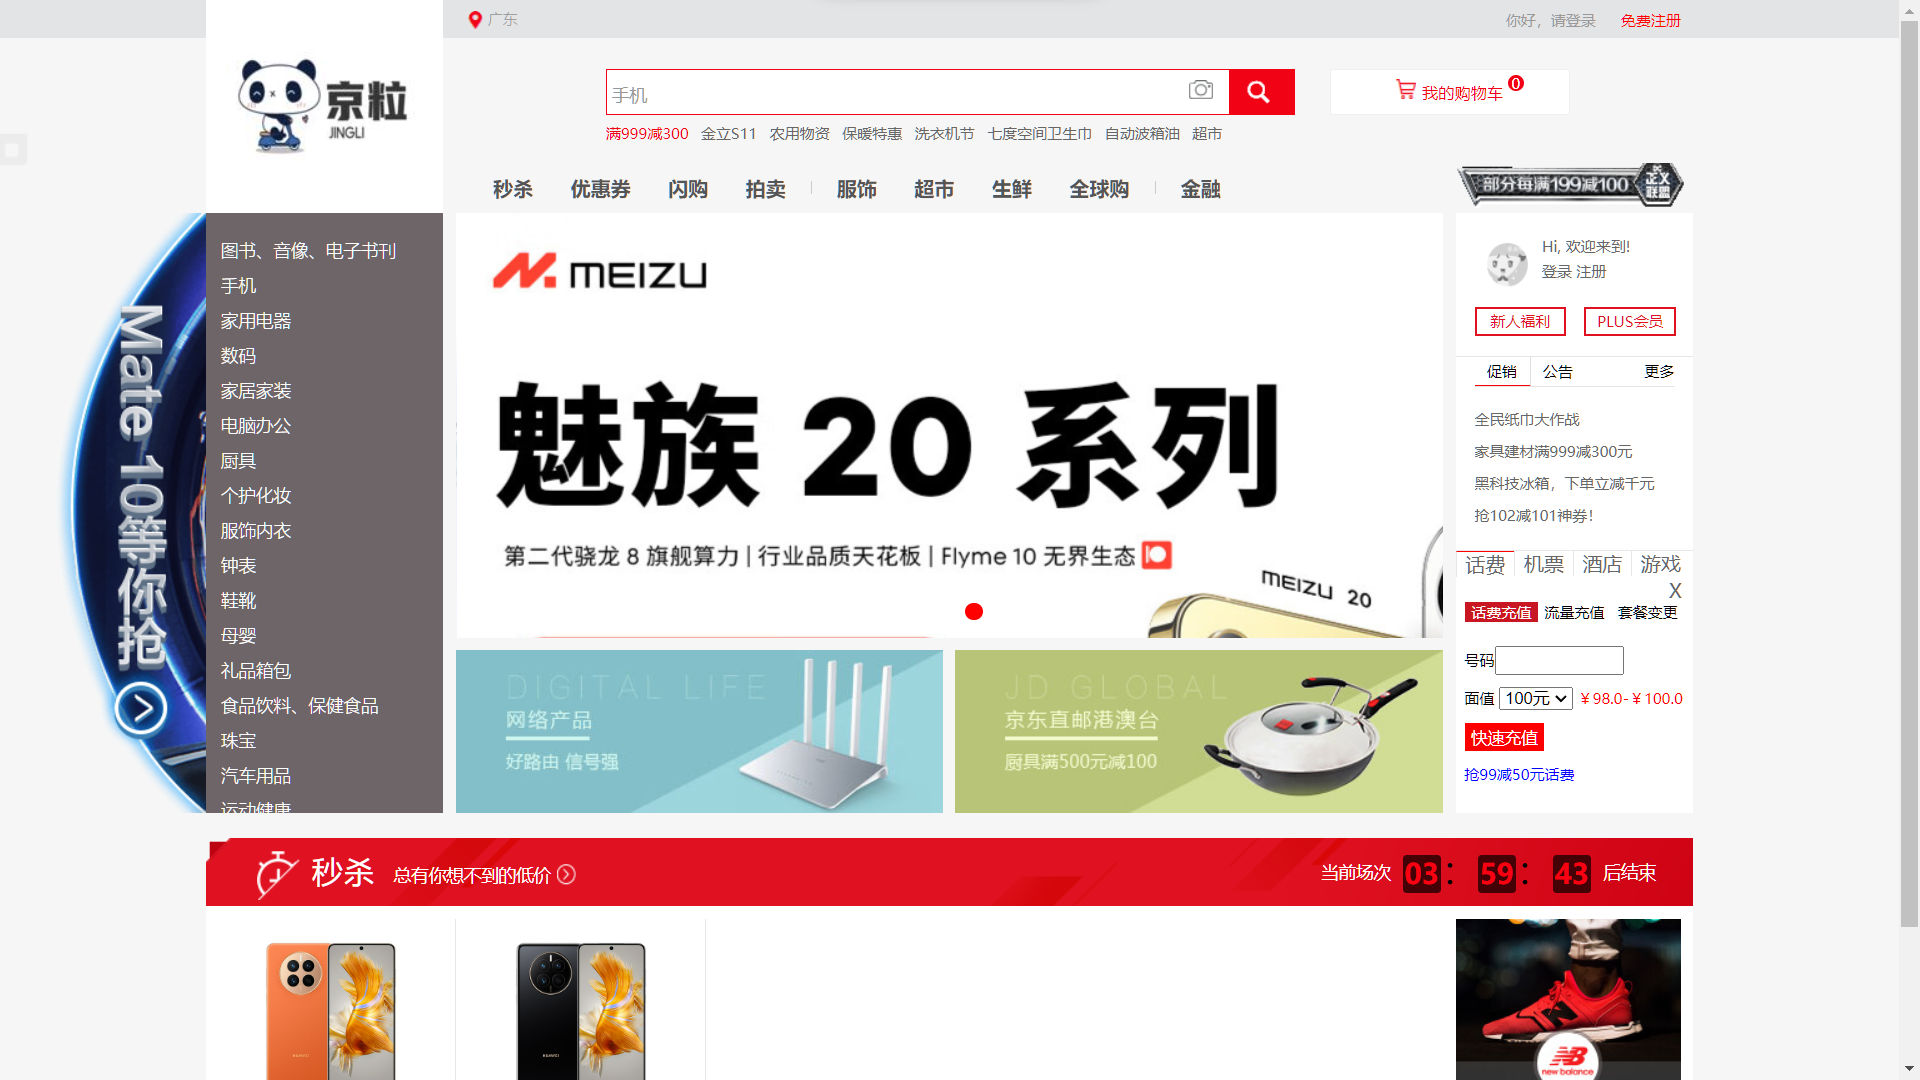 广东
你好，请登录 免费注册
京粒
JINGLI
手机
我的购物车 0
满999减300 金立S11 农用物资 保暖特惠 洗衣机节 七度空间卫生巾 自动波箱油 超市
秒杀 优惠券 闪购 拍卖 服饰 超市 生鲜 全球购 金融
部分每满199减100 正义联盟
Mate 10等你抢
图书、音像、电子书刊
手机
家用电器
数码
家居家装
电脑办公
厨具
个护化妆
服饰内衣
钟表
鞋靴
母婴
礼品箱包
食品饮料、保健食品
珠宝
汽车用品
运动健康
MEIZU
魅族 20 系列
第二代骁龙 8 旗舰算力 | 行业品质天花板 | Flyme 10 无界生态
MEIZU 20
DIGITAL LIFE
网络产品
好路由 信号强
JD GLOBAL
京东直邮港澳台
厨具满500元减100
Hi, 欢迎来到!
登录 注册
新人福利 PLUS会员
促销 公告 更多
全民纸巾大作战
家具建材满999减300元
黑科技冰箱，下单立减千元
抢102减101神券！
话费 机票 酒店 游戏
X
话费充值 流量充值 套餐变更
号码
面值 100元 ￥98.0-￥100.0
快速充值
抢99减50元话费
秒杀 总有你想不到的低价
当前场次 03 : 59 : 43 后结束
HUAWEI
HUAWEI
new balance